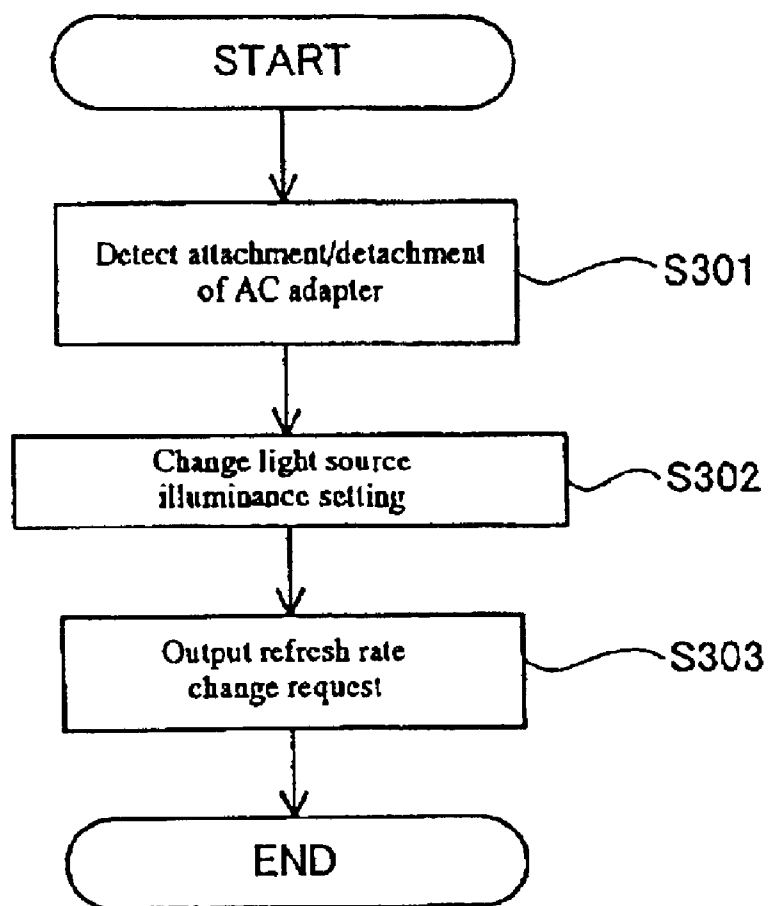 START
Detect attachment/detachment
of AC adapter
S301
Change light source
illuminance setting
S302
Output refresh rate
change request
S303
END